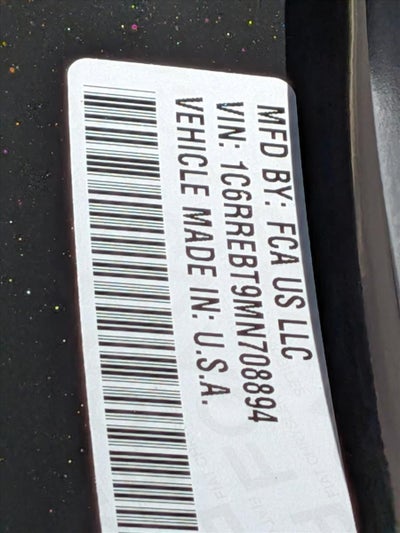 MFD BY: FCA US LLC
VIN: 1C6RREBT9MN708894
VEHICLE MADE IN: U.S.A.